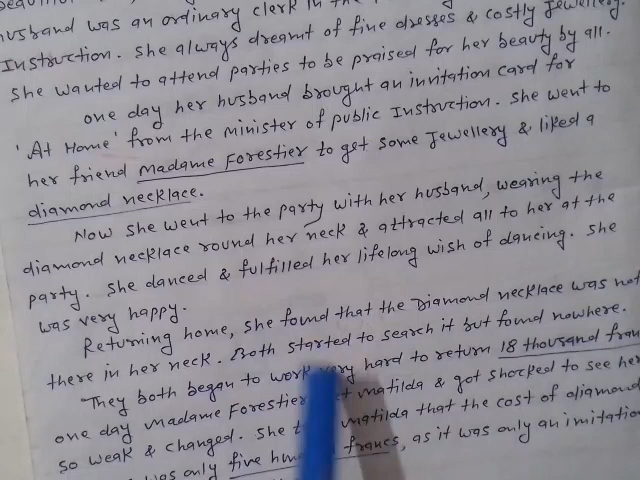 husband was an ordinary clerk in the
Instruction. She always dreamt of fine dresses & costly Jewellery.
She wanted to attend parties to be praised for her beauty by all.
one day her husband brought an invitation card for
'At Home' from the minister of public Instruction. She went to
her friend Madame Forestier to get some Jewellery & liked a
diamond necklace.
Now she went to the party with her husband, wearing the
diamond necklace round her neck & attracted all to her at the
party. She danced & fulfilled her lifelong wish of dancing. She
was very happy.
Returning home, she found that the Diamond necklace was not
there in her neck. Both started to search it but found nowhere.
They both began to work very hard to return 18 thousand fran
one day Madame Forestier matilda & got shocked to see her
so weak & changed. She matilda that the cost of diamond
was only five francs, as it was only an imitation